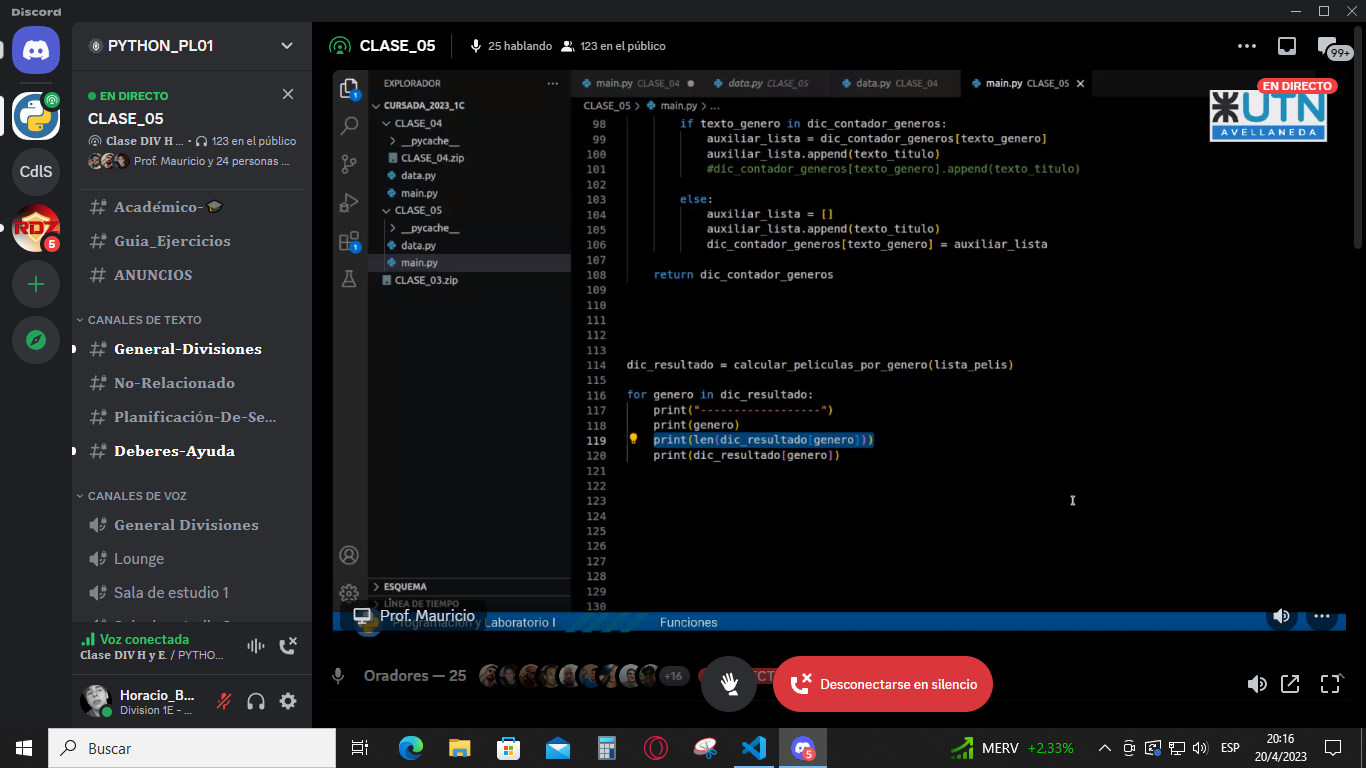 Discord
PYTHON_PL01
EN DIRECTO
CLASE_05
Clase DIV H ... • 123 en el público
Prof. Mauricio y 24 personas ...
Académico-🎓
Guia_Ejercicios
ANUNCIOS
CANALES DE TEXTO
General-Divisiones
No-Relacionado
Planificación-De-Se...
Deberes-Ayuda
CANALES DE VOZ
General Divisiones
Lounge
Sala de estudio 1
Voz conectada
Clase DIV H y E. / PYTHO...
Horacio_B...
Division 1E - ...
CdlS
RDZ
5
CLASE_05
25 hablando
123 en el público
99+
EXPLORADOR
CURSADA_2023_1C
CLASE_04
__pycache__
CLASE_04.zip
data.py
main.py
CLASE_05
__pycache__
data.py
main.py
CLASE_03.zip
ESQUEMA
LÍNEA DE TIEMPO
1
1
main.py CLASE_04
data.py CLASE_05
data.py CLASE_04
main.py CLASE_05
CLASE_05 > main.py > ...
EN DIRECTO
UTN
AVELLANEDA
98 if texto_genero in dic_contador_generos:
99 auxiliar_lista = dic_contador_generos[texto_genero]
100 auxiliar_lista.append(texto_titulo)
101 #dic_contador_generos[texto_genero].append(texto_titulo)
102
103 else:
104 auxiliar_lista = []
105 auxiliar_lista.append(texto_titulo)
106 dic_contador_generos[texto_genero] = auxiliar_lista
107
108 return dic_contador_generos
109
110
111
112
113
114 dic_resultado = calcular_peliculas_por_genero(lista_pelis)
115
116 for genero in dic_resultado:
117 print("------------------")
118 print(genero)
119 print(len(dic_resultado[genero]))
120 print(dic_resultado[genero])
121
122
123
124
125
126
127
128
129
130
Prof. Mauricio
Programación y Laboratorio I
Funciones
Oradores — 25
+16
Desconectarse en silencio
Buscar
5
MERV +2,33%
ESP
20:16
20/4/2023